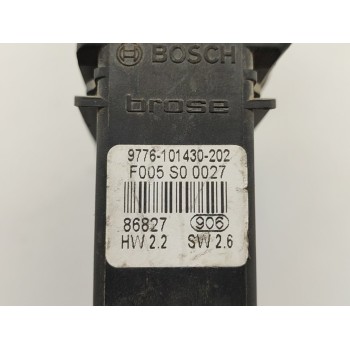 BOSCH
brose
9776-101430-202
F005 S0 0027
86827 906
HW 2.2 SW 2.6